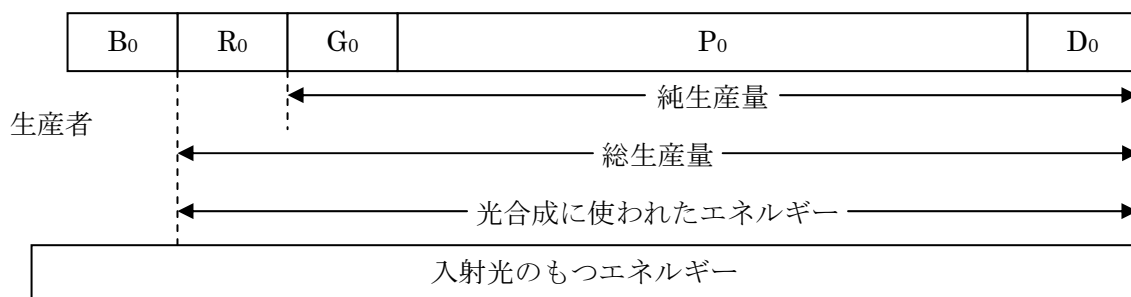 B₀ R₀ G₀ P₀ D₀
純生産量
生産者
総生産量
光合成に使われたエネルギー
入射光のもつエネルギー